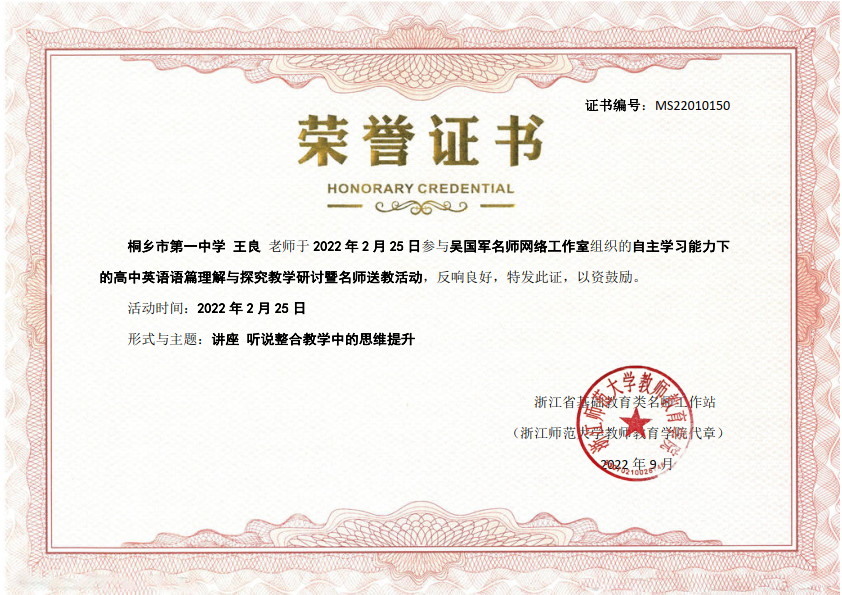 证书编号：MS22010150
荣誉证书
HONORARY CREDENTIAL
桐乡市第一中学 王良 老师于 2022 年 2 月 25 日参与吴国军名师网络工作室组织的自主学习能力下
的高中英语语篇理解与探究教学研讨暨名师送教活动，反响良好，特发此证，以资鼓励。
活动时间：2022 年 2 月 25 日
形式与主题：讲座 听说整合教学中的思维提升
浙江省基础教育类名师工作站
（浙江师范大学教师教育学院代章）
2022 年 9 月
浙江师范大学教师教育学院